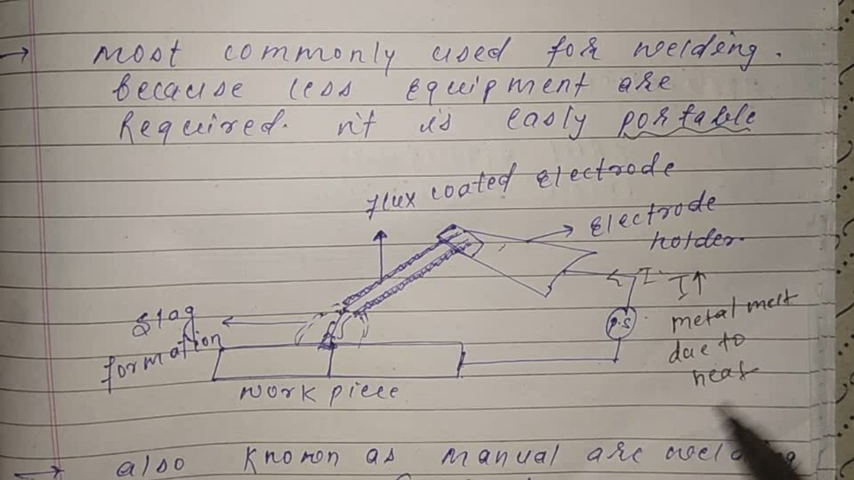 → most commonly used for welding.
because less equipment are
Required. it is easly portable
flux coated Electrode
Electrode
holder.
I
I↑
Slag
formation
P.S
metal melt
due to
heat
work piece
→ also known as manual arc welding